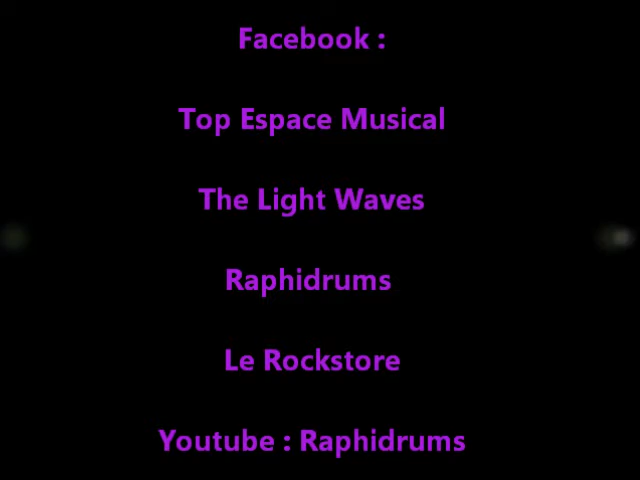 Facebook :
Top Espace Musical
The Light Waves
Raphidrums
Le Rockstore
Youtube : Raphidrums